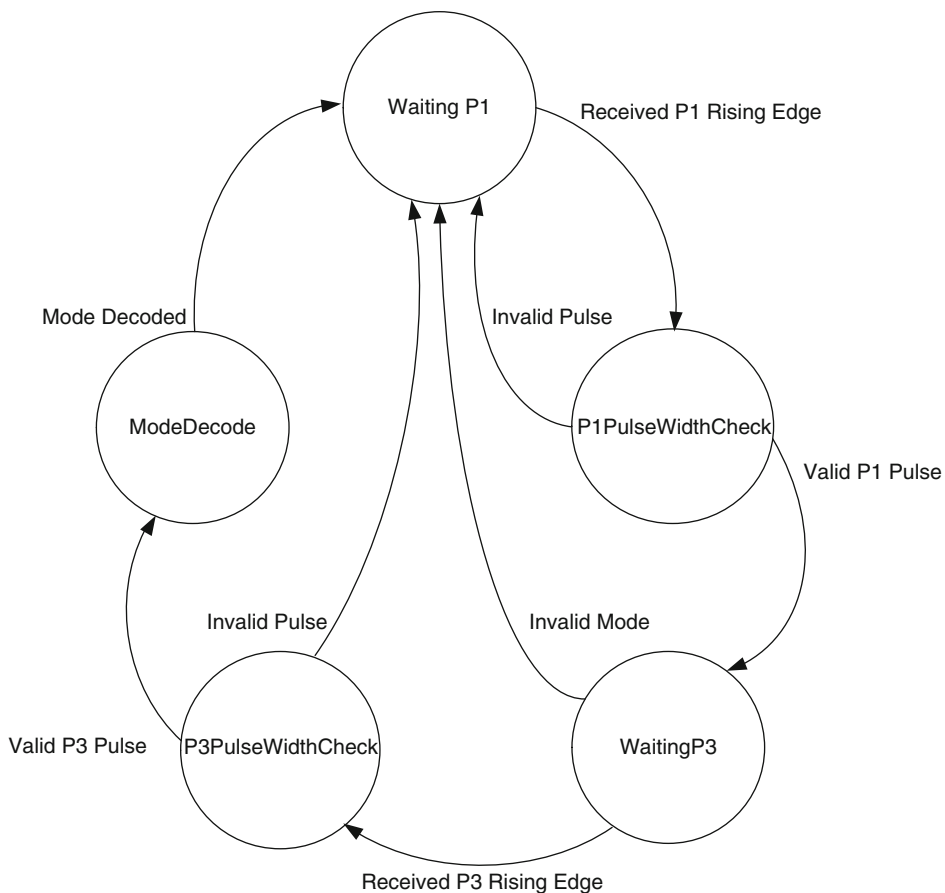 Waiting P1
Received P1 Rising Edge
Mode Decoded
Invalid Pulse
ModeDecode
P1PulseWidthCheck
Valid P1 Pulse
Invalid Pulse
Invalid Mode
Valid P3 Pulse
P3PulseWidthCheck
WaitingP3
Received P3 Rising Edge